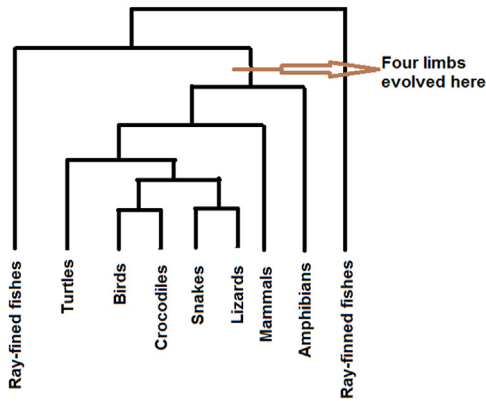 Four limbs
evolved here
Ray-fined fishes
Turtles
Birds
Crocodiles
Snakes
Lizards
Mammals
Amphibians
Ray-finned fishes